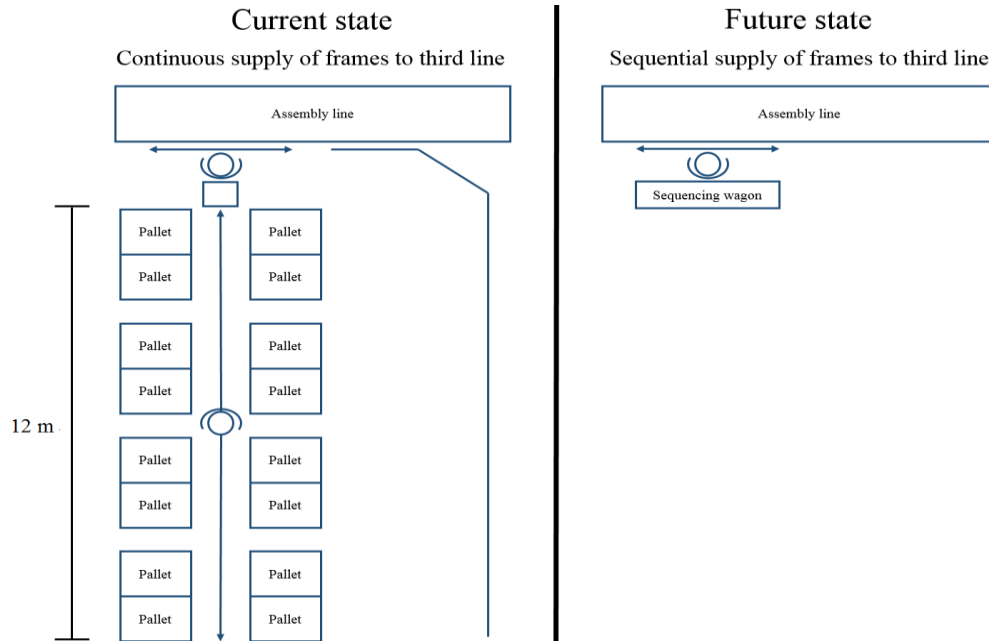 Current state
Continuous supply of frames to third line
Assembly line
Pallet Pallet
Pallet Pallet
Pallet Pallet
Pallet Pallet
12 m
Pallet Pallet
Pallet Pallet
Pallet Pallet
Pallet Pallet
Future state
Sequential supply of frames to third line
Assembly line
Sequencing wagon